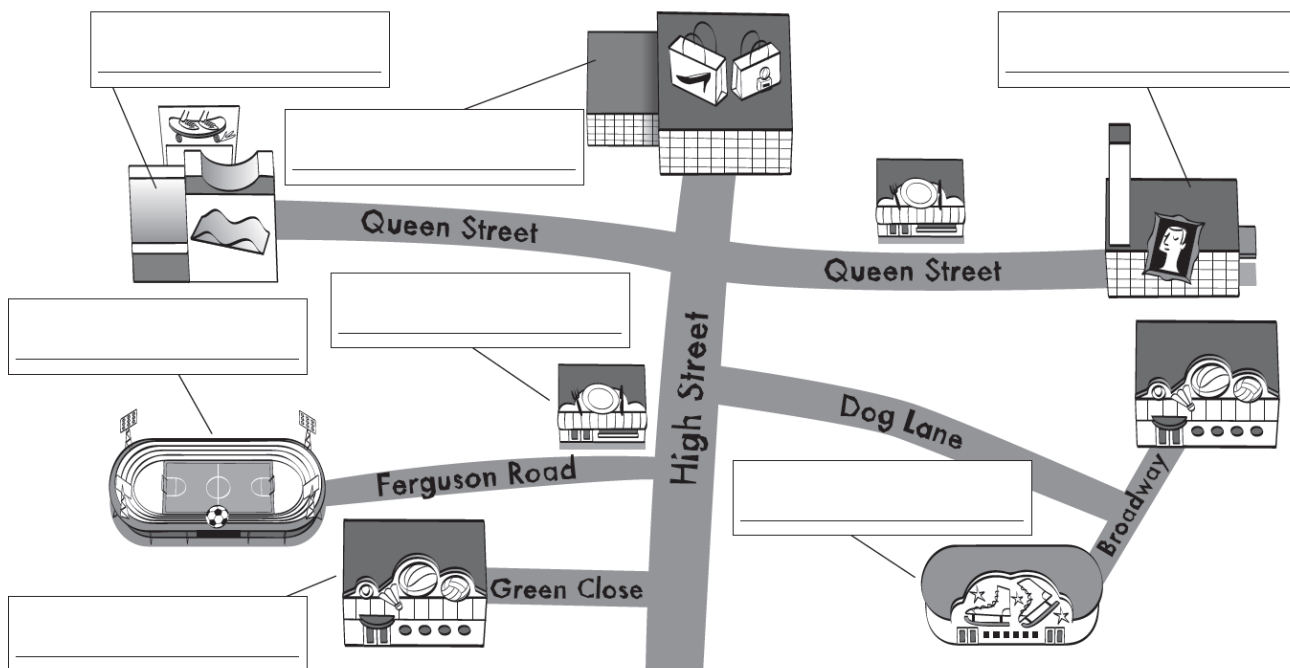 Queen Street
Queen Street
High Street
Dog Lane
Ferguson Road
Broadway
Green Close